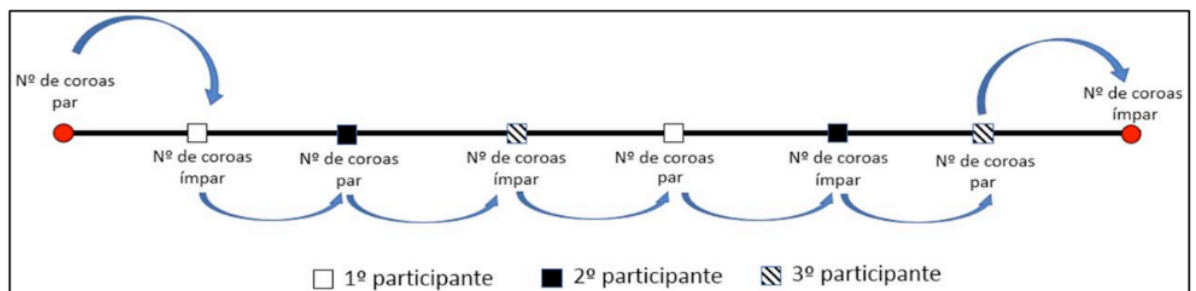 Nº de coroas
par
Nº de coroas
ímpar
Nº de coroas
ímpar
Nº de coroas
par
Nº de coroas
ímpar
Nº de coroas
par
Nº de coroas
ímpar
Nº de coroas
par
1º participante
2º participante
3º participante